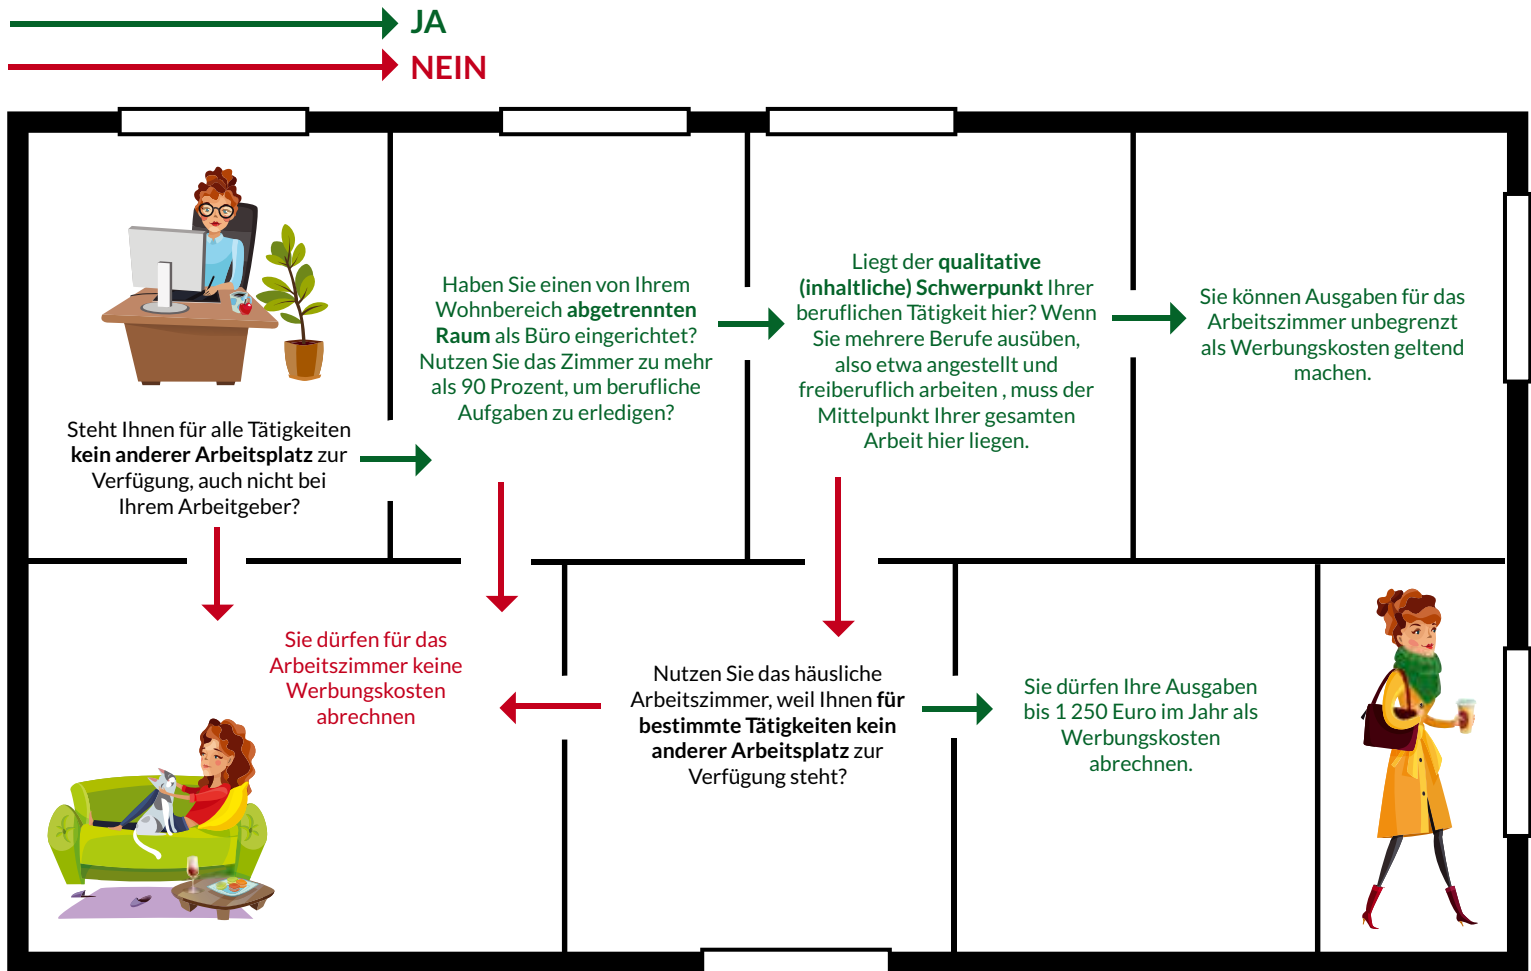 JA
NEIN
Steht Ihnen für alle Tätigkeiten
kein anderer Arbeitsplatz zur
Verfügung, auch nicht bei
Ihrem Arbeitgeber?
Haben Sie einen von Ihrem
Wohnbereich abgetrennten
Raum als Büro eingerichtet?
Nutzen Sie das Zimmer zu mehr
als 90 Prozent, um berufliche
Aufgaben zu erledigen?
Liegt der qualitative
(inhaltliche) Schwerpunkt Ihrer
beruflichen Tätigkeit hier? Wenn
Sie mehrere Berufe ausüben,
also etwa angestellt und
freiberuflich arbeiten , muss der
Mittelpunkt Ihrer gesamten
Arbeit hier liegen.
Sie können Ausgaben für das
Arbeitszimmer unbegrenzt
als Werbungskosten geltend
machen.
Sie dürfen für das
Arbeitszimmer keine
Werbungskosten
abrechnen
Nutzen Sie das häusliche
Arbeitszimmer, weil Ihnen für
bestimmte Tätigkeiten kein
anderer Arbeitsplatz zur
Verfügung steht?
Sie dürfen Ihre Ausgaben
bis 1 250 Euro im Jahr als
Werbungskosten
abrechnen.